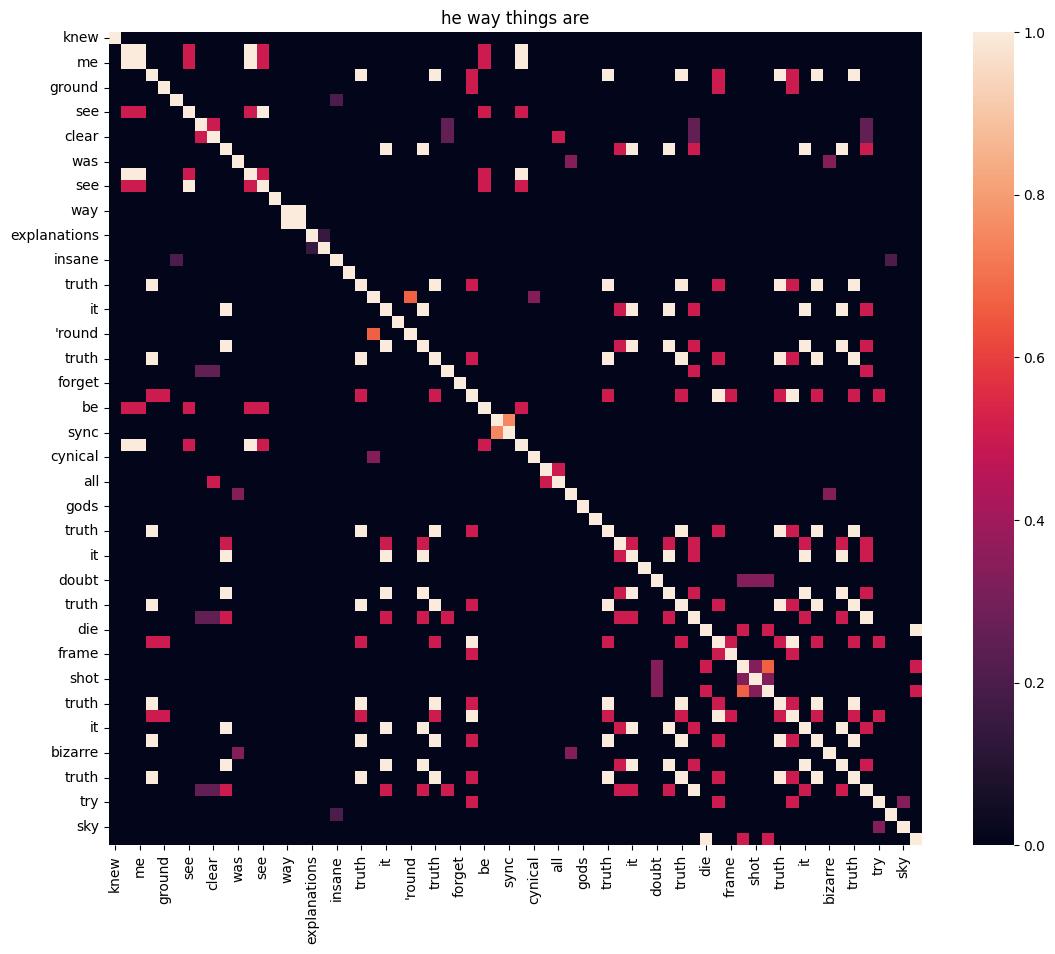 he way things are
knew
me
ground
see
clear
was
see
way
explanations
insane
truth
it
'round
truth
forget
be
sync
cynical
all
gods
truth
it
doubt
truth
die
frame
shot
truth
it
bizarre
truth
try
sky
knew
me
ground
see
clear
was
see
way
explanations
insane
truth
it
'round
truth
forget
be
sync
cynical
all
gods
truth
it
doubt
truth
die
frame
shot
truth
it
bizarre
truth
try
sky
1.0
0.8
0.6
0.4
0.2
0.0